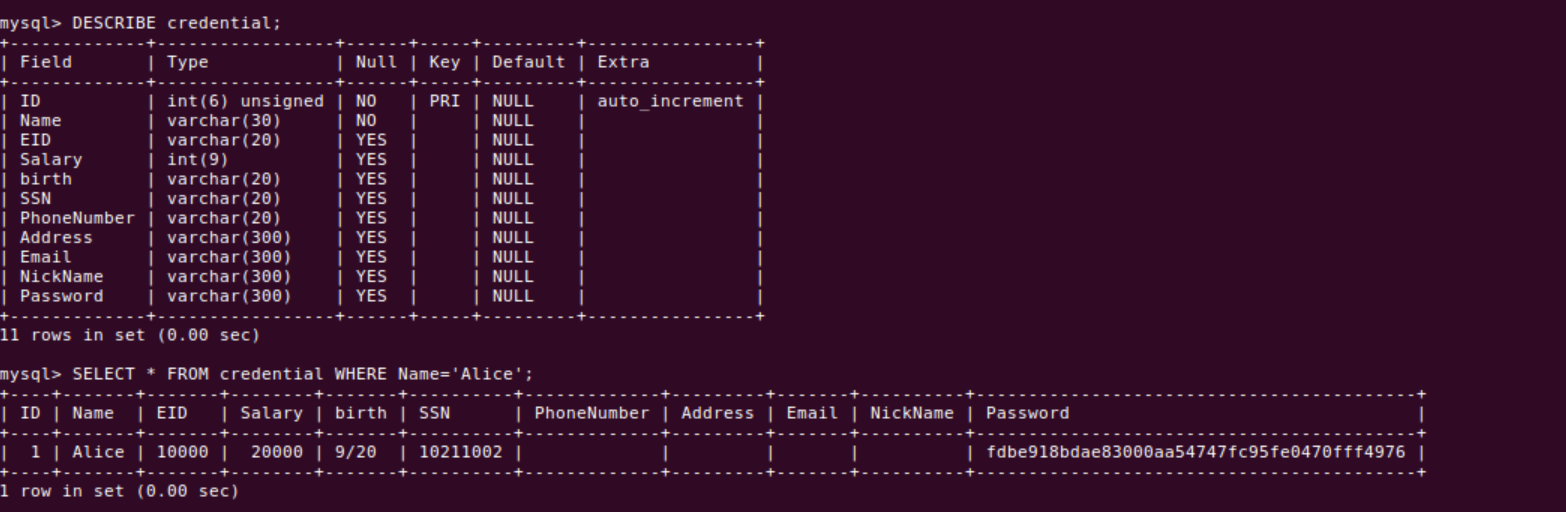 mysql> DESCRIBE credential;
+-------------+------------------+------+-----+---------+----------------+
| Field       | Type             | Null | Key | Default | Extra          |
+-------------+------------------+------+-----+---------+----------------+
| ID          | int(6) unsigned | NO   | PRI | NULL    | auto_increment |
| Name        | varchar(30)     | NO   |     | NULL    |                |
| EID         | varchar(20)     | YES  |     | NULL    |                |
| Salary      | int(9)          | YES  |     | NULL    |                |
| birth       | varchar(20)     | YES  |     | NULL    |                |
| SSN         | varchar(20)     | YES  |     | NULL    |                |
| PhoneNumber | varchar(20)     | YES  |     | NULL    |                |
| Address     | varchar(300)    | YES  |     | NULL    |                |
| Email       | varchar(300)    | YES  |     | NULL    |                |
| NickName    | varchar(300)    | YES  |     | NULL    |                |
| Password    | varchar(300)    | YES  |     | NULL    |                |
+-------------+-----------------+------+-----+---------+----------------+
11 rows in set (0.00 sec)
mysql> SELECT * FROM credential WHERE Name='Alice';
+----+-------+-------+--------+-------+----------+-------------+---------+-------+----------+------------------------------------------+
| ID | Name  | EID   | Salary | birth | SSN      | PhoneNumber | Address | Email | NickName | Password                                 |
+----+-------+-------+--------+-------+----------+-------------+---------+-------+----------+------------------------------------------+
|  1 | Alice | 10000 |  20000 | 9/20  | 10211002 |             |         |       |          | fdbe918bdae83000aa54747fc95fe0470fff4976 |
+----+-------+-------+--------+-------+----------+-------------+---------+-------+----------+------------------------------------------+
1 row in set (0.00 sec)